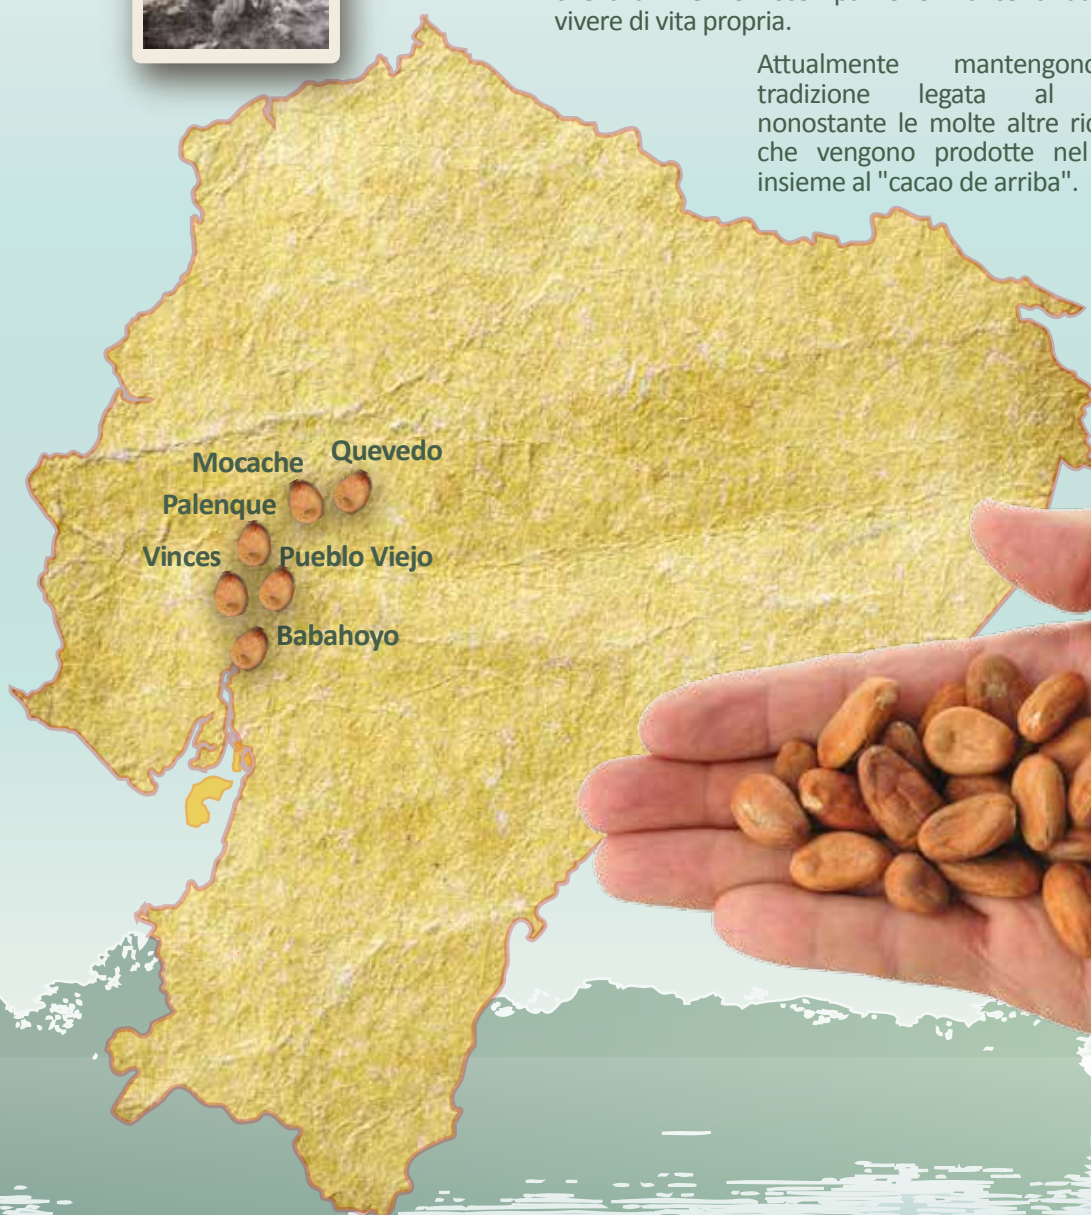 vivere di vita propria.
Attualmente mantengono
tradizione legata al
nonostante le molte altre
che vengono prodotte nel
insieme al "cacao de arriba".
Quevedo
Mocache
Palenque
Vinces
Pueblo Viejo
Babahoyo